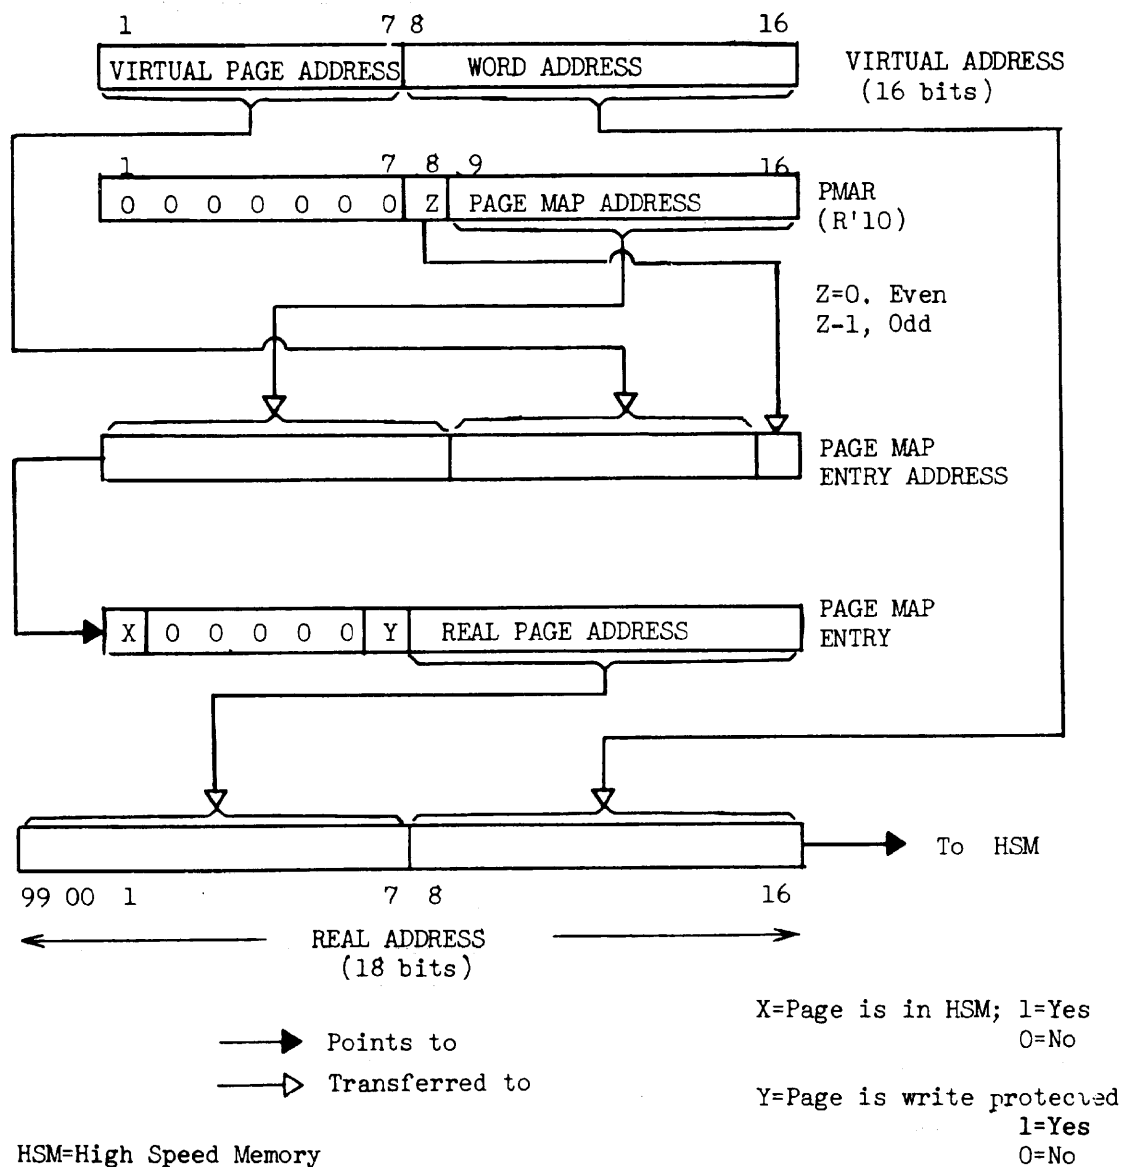 1 7 8 16
VIRTUAL PAGE ADDRESS WORD ADDRESS
VIRTUAL ADDRESS
(16 bits)
1 7 8 9 16
0 0 0 0 0 0 0 Z PAGE MAP ADDRESS
PMAR
(R'10)
Z=0. Even
Z-1, Odd
PAGE MAP
ENTRY ADDRESS
X 0 0 0 0 0 Y REAL PAGE ADDRESS
PAGE MAP
ENTRY
To HSM
99 00 1 7 8 16
REAL ADDRESS
(18 bits)
Points to
Transferred to
X=Page is in HSM; 1=Yes
0=No
Y=Page is write protected
1=Yes
0=No
HSM=High Speed Memory